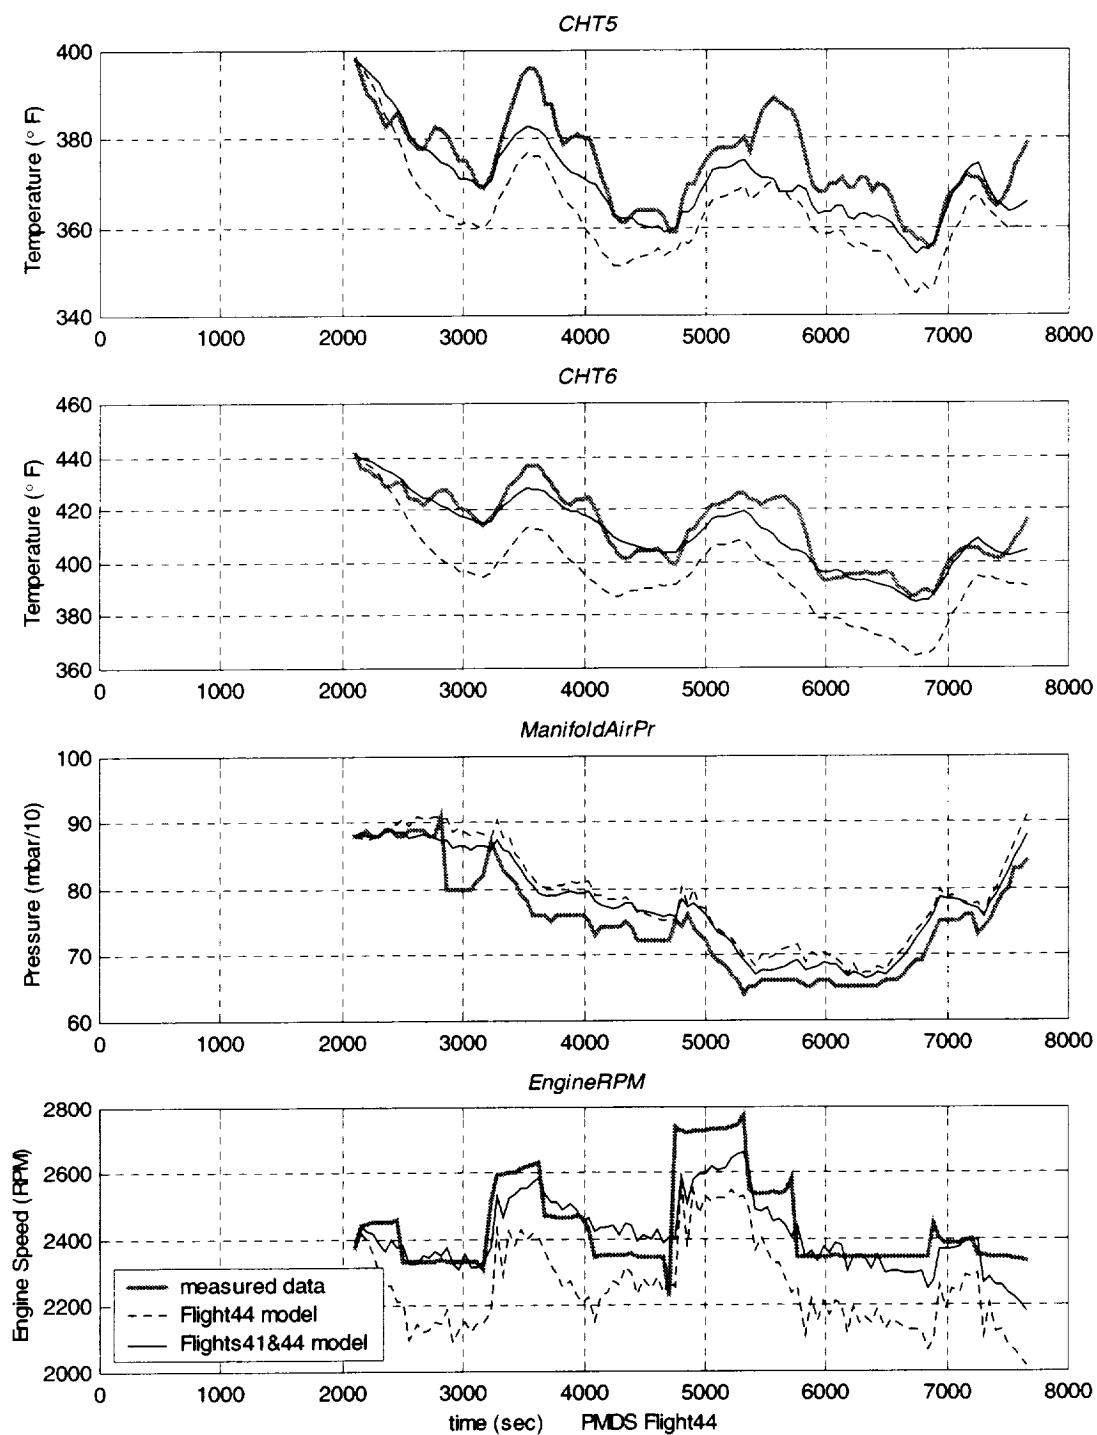 CHT5
Temperature (° F)
400
380
360
340
0 1000 2000 3000 4000 5000 6000 7000 8000
CHT6
Temperature (° F)
460
440
420
400
380
360
0 1000 2000 3000 4000 5000 6000 7000 8000
ManifoldAirPr
Pressure (mbar/10)
100
90
80
70
60
0 1000 2000 3000 4000 5000 6000 7000 8000
EngineRPM
Engine Speed (RPM)
2800
2600
2400
2200
2000
measured data
Flight44 model
Flights41&44 model
0 1000 2000 3000 4000 5000 6000 7000 8000
time (sec) PMDS Flight44